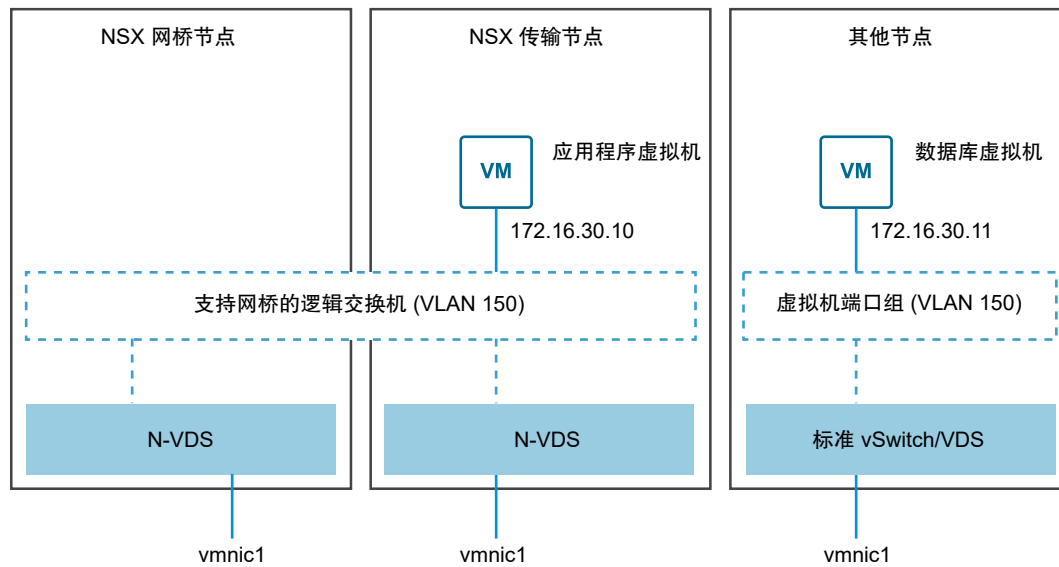 NSX 网桥节点
NSX 传输节点
其他节点
VM
应用程序虚拟机
VM
数据库虚拟机
172.16.30.10
172.16.30.11
支持网桥的逻辑交换机 (VLAN 150)
虚拟机端口组 (VLAN 150)
N-VDS
N-VDS
标准 vSwitch/VDS
vmnic1
vmnic1
vmnic1